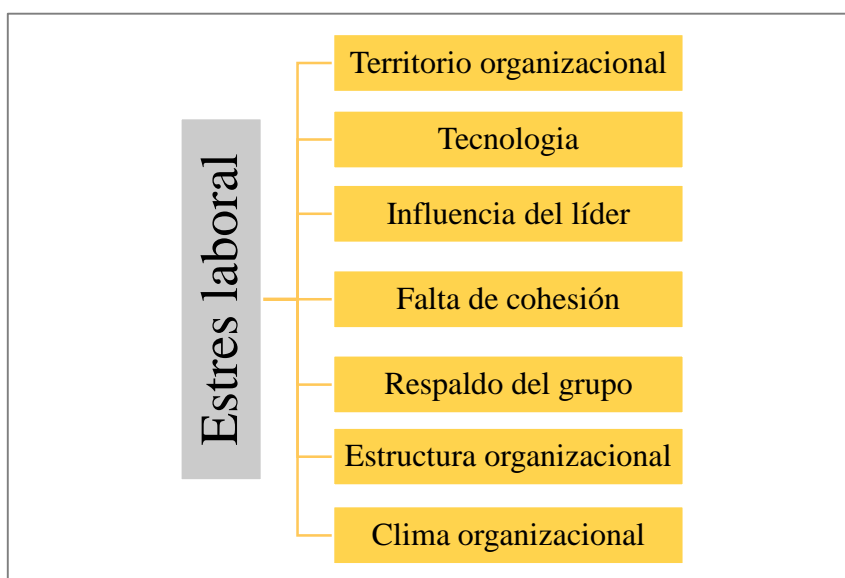 Estres laboral
Territorio organizacional
Tecnologia
Influencia del líder
Falta de cohesión
Respaldo del grupo
Estructura organizacional
Clima organizacional